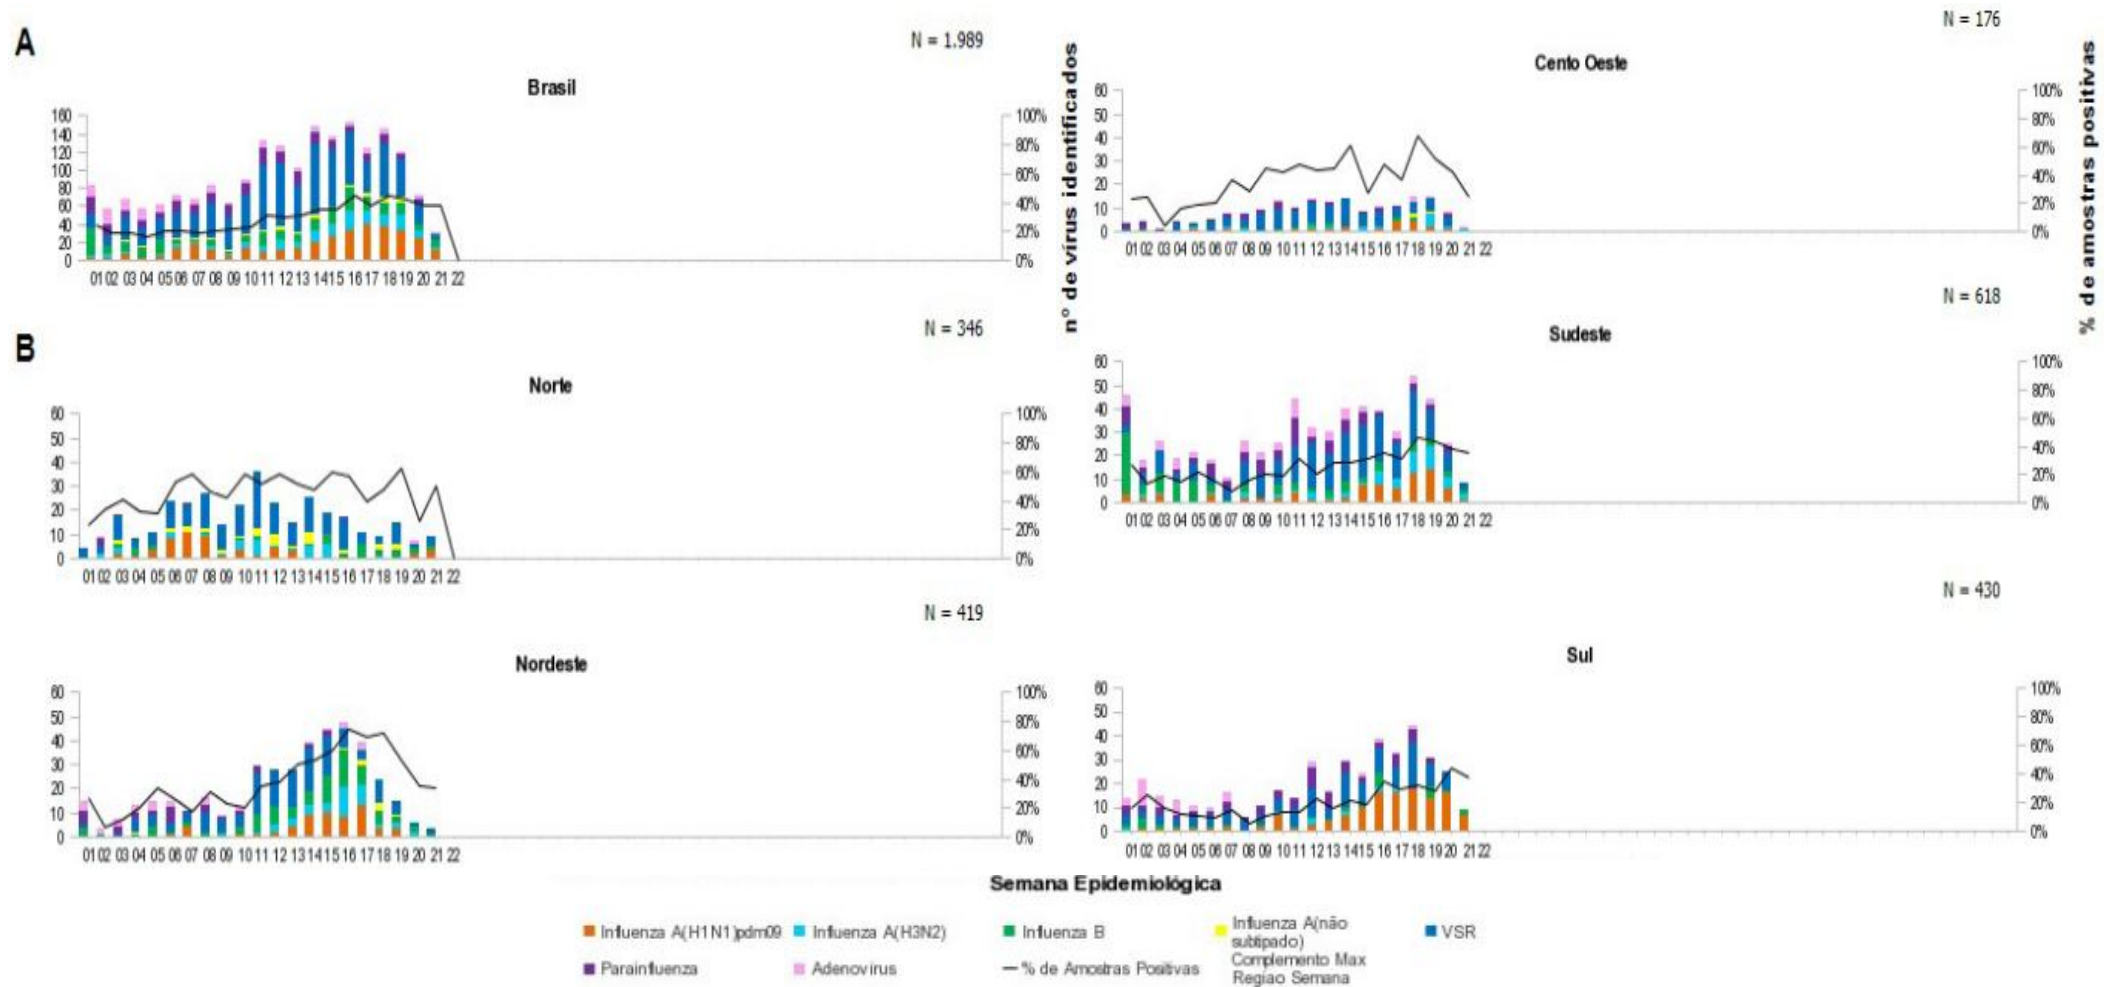 A
N = 1.989
Brasil
160
140
120
100
80
60
40
20
0
100%
80%
60%
40%
20%
0%
01 02 03 04 05 06 07 08 09 10 11 12 13 14 15 16 17 18 19 20 21 22
B
N = 346
Norte
60
50
40
30
20
10
0
100%
80%
60%
40%
20%
0%
01 02 03 04 05 06 07 08 09 10 11 12 13 14 15 16 17 18 19 20 21 22
N = 419
Nordeste
60
50
40
30
20
10
0
100%
80%
60%
40%
20%
0%
01 02 03 04 05 06 07 08 09 10 11 12 13 14 15 16 17 18 19 20 21 22
nº de vírus identificados
N = 176
Cento Oeste
60
50
40
30
20
10
0
100%
80%
60%
40%
20%
0%
01 02 03 04 05 06 07 08 09 10 11 12 13 14 15 16 17 18 19 20 21 22
% de amostras positivas
N = 618
Sudeste
60
50
40
30
20
10
0
100%
80%
60%
40%
20%
0%
01 02 03 04 05 06 07 08 09 10 11 12 13 14 15 16 17 18 19 20 21 22
N = 430
Sul
60
50
40
30
20
10
0
100%
80%
60%
40%
20%
0%
01 02 03 04 05 06 07 08 09 10 11 12 13 14 15 16 17 18 19 20 21 22
Semana Epidemiológica
Influenza A(H1N1)pdm09
Influenza A(H3N2)
Influenza B
Influenza A(não
subtipado)
VSR
Parainfluenza
Adenovírus
% de Amostras Positivas
Complemento Max
Regiao Semana